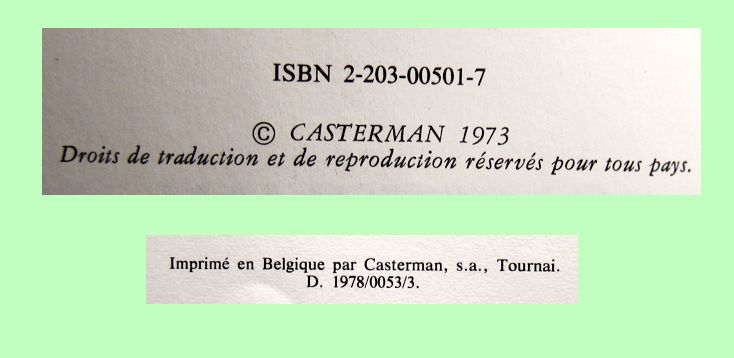 ISBN 2-203-00501-7
© CASTERMAN 1973
Droits de traduction et de reproduction réservés pour tous pays.
Imprimé en Belgique par Casterman, s.a., Tournai.
D. 1978/0053/3.